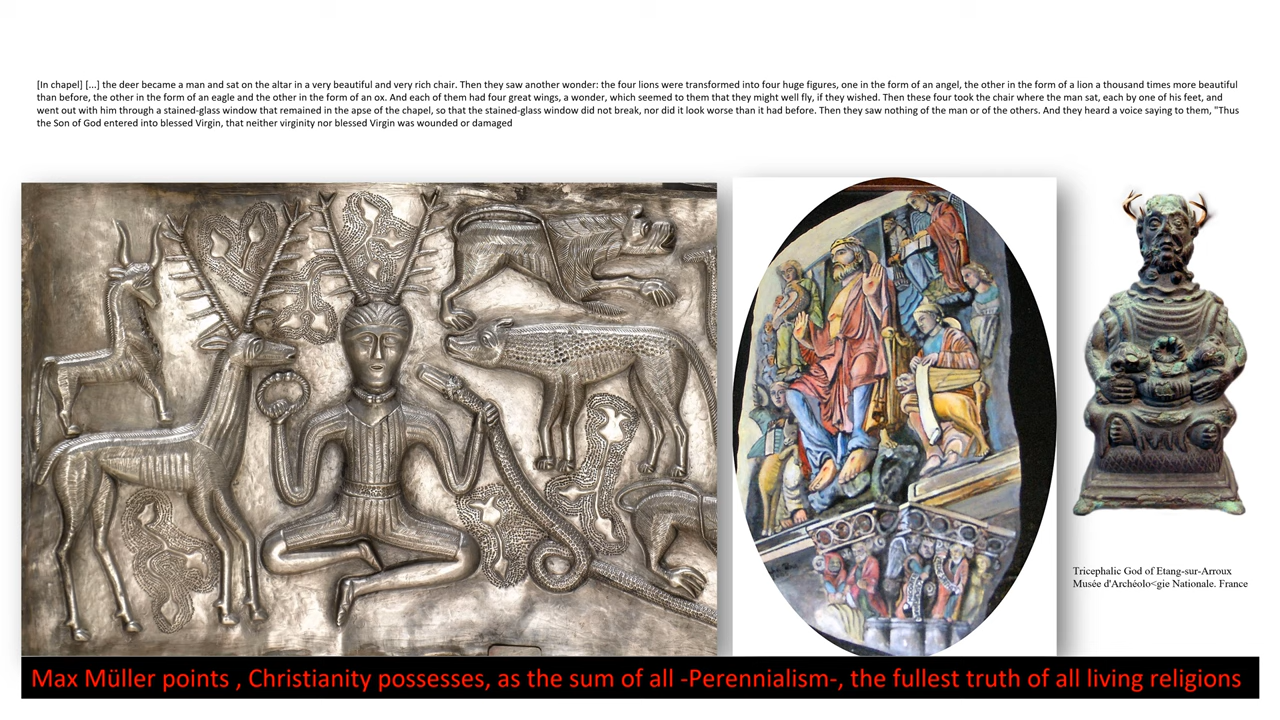 [In chapel] [...] the deer became a man and sat on the altar in a very beautiful and very rich chair. Then they saw another wonder: the four lions were transformed into four huge figures, one in the form of an angel, the other in the form of a lion a thousand times more beautiful
than before, the other in the form of an eagle and the other in the form of an ox. And each of them had four great wings, a wonder, which seemed to them that they might well fly, if they wished. Then these four took the chair where the man sat, each by one of his feet, and
went out with him through a stained-glass window that remained in the apse of the chapel, so that the stained-glass window did not break, nor did it look worse than it had before. Then they saw nothing of the man or of the others. And they heard a voice saying to them, "Thus
the Son of God entered into blessed Virgin, that neither virginity nor blessed Virgin was wounded or damaged
Tricephalic God of Etang-sur-Arroux
Musée d'Archéolo<gie Nationale. France
Max Müller points , Christianity possesses, as the sum of all -Perennialism-, the fullest truth of all living religions